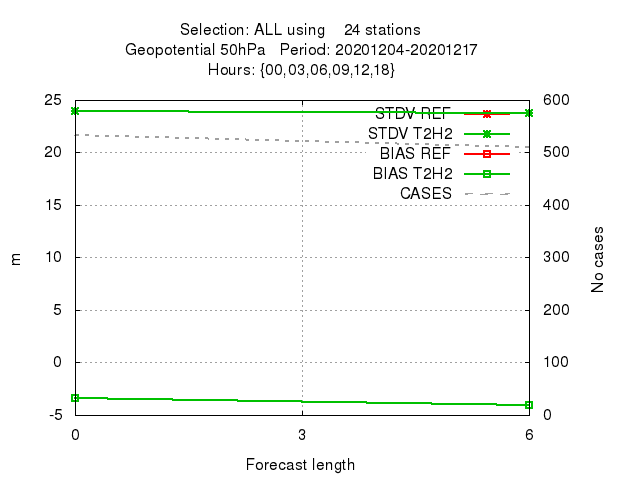 Selection: ALL using 24 stations
Geopotential 50hPa Period: 20201204-20201217
Hours: {00,03,06,09,12,18}
25 600
STDV REF
STDV T2H2
20 500
BIAS REF
BIAS T2H2
CASES
15 400
10 300
m No cases
5 200
0 100
-5 0
0 3 6
Forecast length